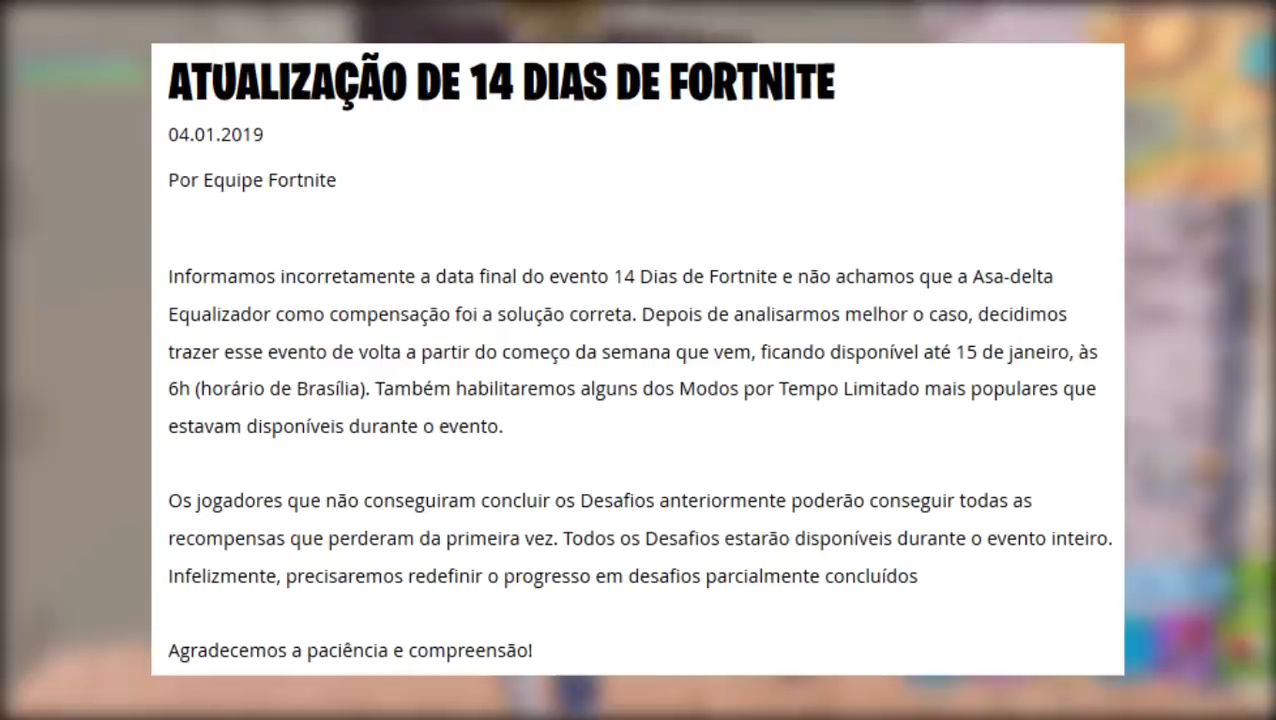 ATUALIZAÇÃO DE 14 DIAS DE FORTNITE
04.01.2019
Por Equipe Fortnite
Informamos incorretamente a data final do evento 14 Dias de Fortnite e não achamos que a Asa-delta
Equalizador como compensação foi a solução correta. Depois de analisarmos melhor o caso, decidimos
trazer esse evento de volta a partir do começo da semana que vem, ficando disponível até 15 de janeiro, às
6h (horário de Brasília). Também habilitaremos alguns dos Modos por Tempo Limitado mais populares que
estavam disponíveis durante o evento.
Os jogadores que não conseguiram concluir os Desafios anteriormente poderão conseguir todas as
recompensas que perderam da primeira vez. Todos os Desafios estarão disponíveis durante o evento inteiro.
Infelizmente, precisaremos redefinir o progresso em desafios parcialmente concluídos
Agradecemos a paciência e compreensão!